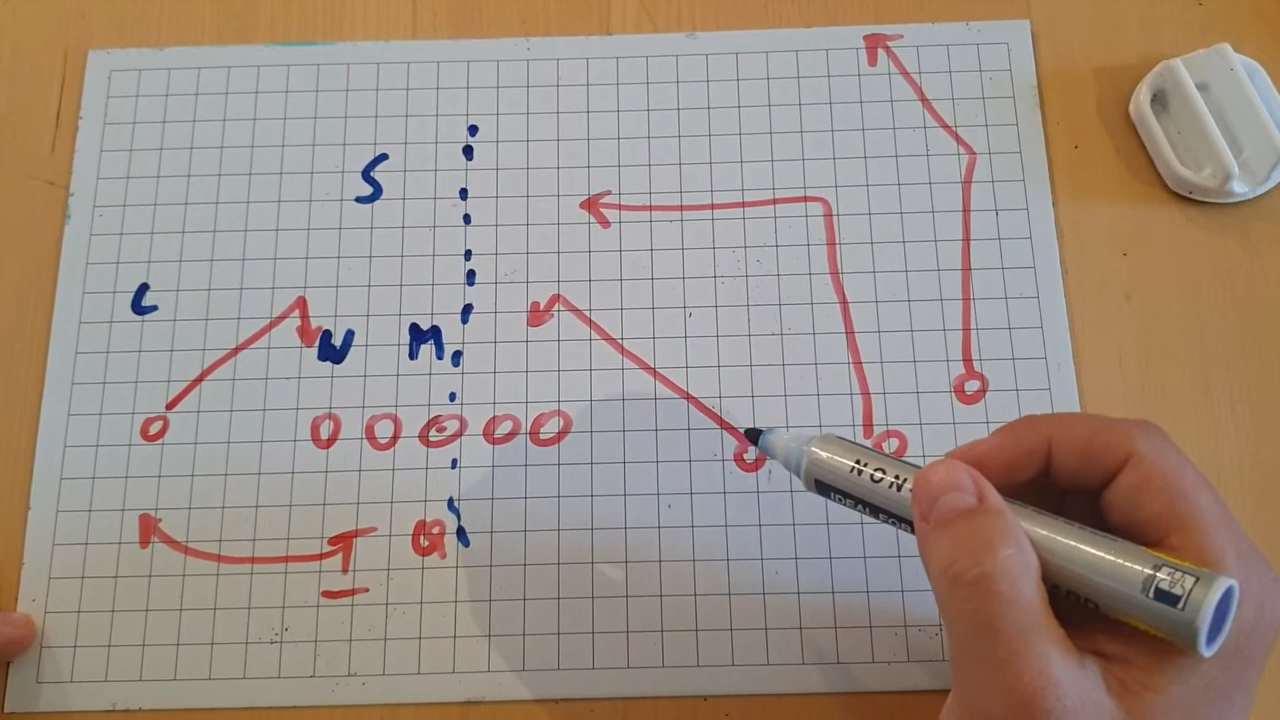 S
C
W M
O O O O O O O O O
T Q
NON-
IDEAL FOR